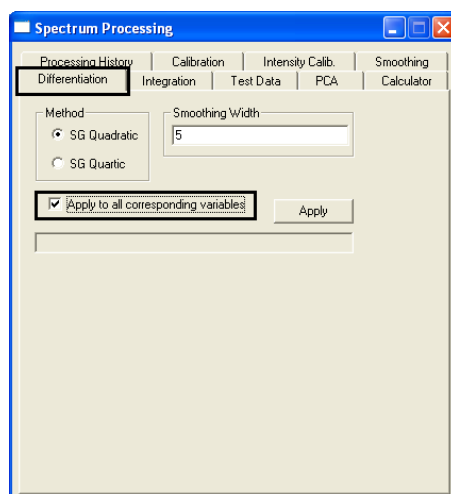 Spectrum Processing
Processing History Calibration Intensity Calib. Smoothing
Differentiation Integration Test Data PCA Calculator
Method Smoothing Width
SG Quadratic 5
SG Quartic
Apply to all corresponding variables Apply